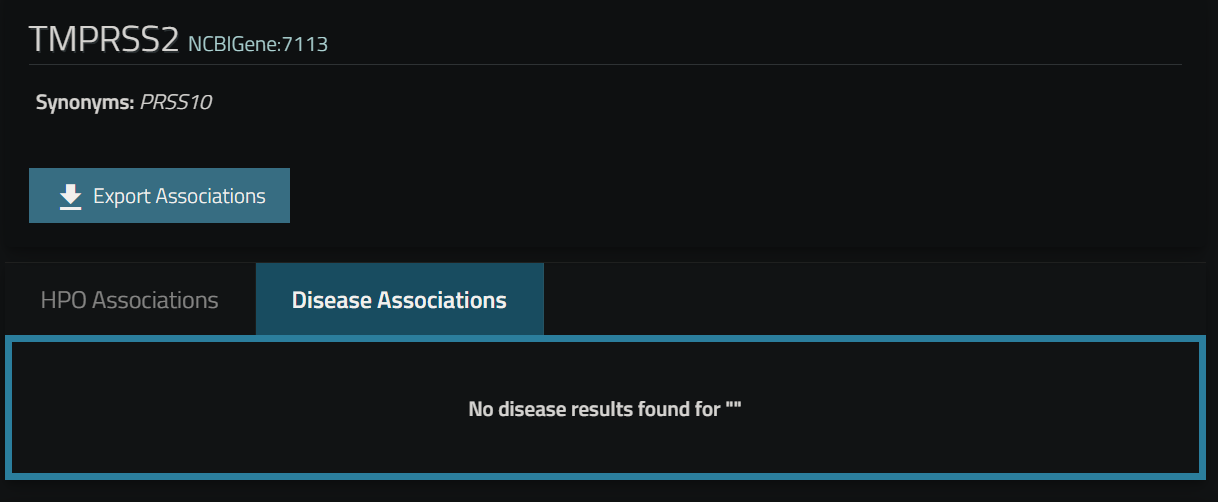 TMPRSS2 NCBIGene:7113
Synonyms: PRSS10
Export Associations
HPO Associations Disease Associations
No disease results found for ""